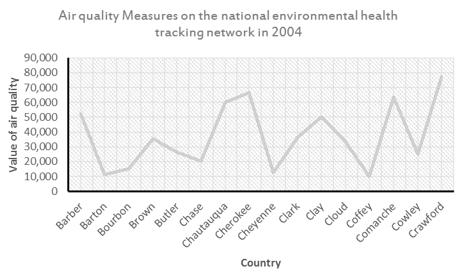 Air quality Measures on the national environmental health
tracking network in 2004
Value of air quality
90,000
80,000
70,000
60,000
50,000
40,000
30,000
20,000
10,000
0
Barber
Barton
Bourbon
Brown
Butler
Chase
Chautauqua
Cherokee
Cheyenne
Clark
Clay
Cloud
Coffey
Comanche
Cowley
Crawford
Country